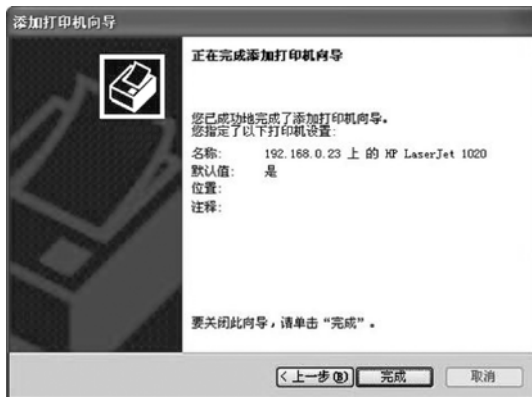 添加打印机向导
正在完成添加打印机向导
您已成功地完成了添加打印机向导。
您指定了以下打印机设置:
名称: 192.168.0.23 上 的 HP LaserJet 1020
默认值: 是
位置:
注释:
要关闭此向导，请单击“完成”。
< 上一步(B) 完成 取消